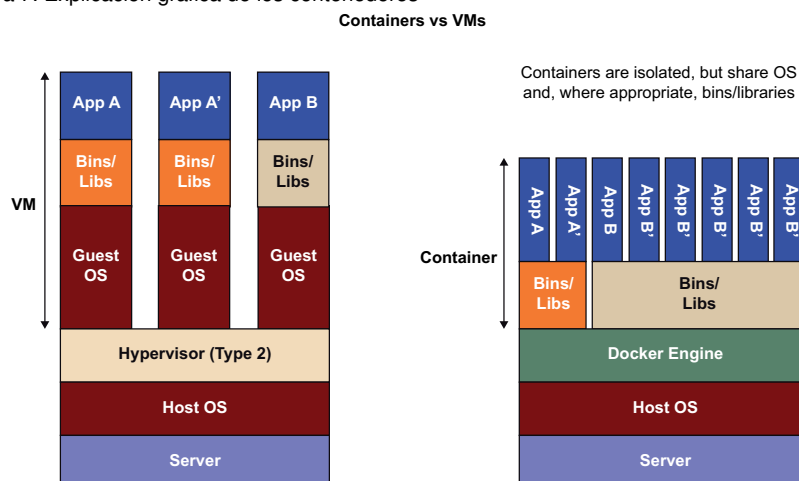 Containers vs VMs
App A
App A’
App B
Bins/
Libs
Bins/
Libs
Bins/
Libs
VM
Guest
OS
Guest
OS
Guest
OS
Hypervisor (Type 2)
Host OS
Server
Containers are isolated, but share OS
and, where appropriate, bins/libraries
Container
App A
App A’
App B
App B’
App B’
App B’
App B’
App B’
Bins/
Libs
Bins/
Libs
Docker Engine
Host OS
Server